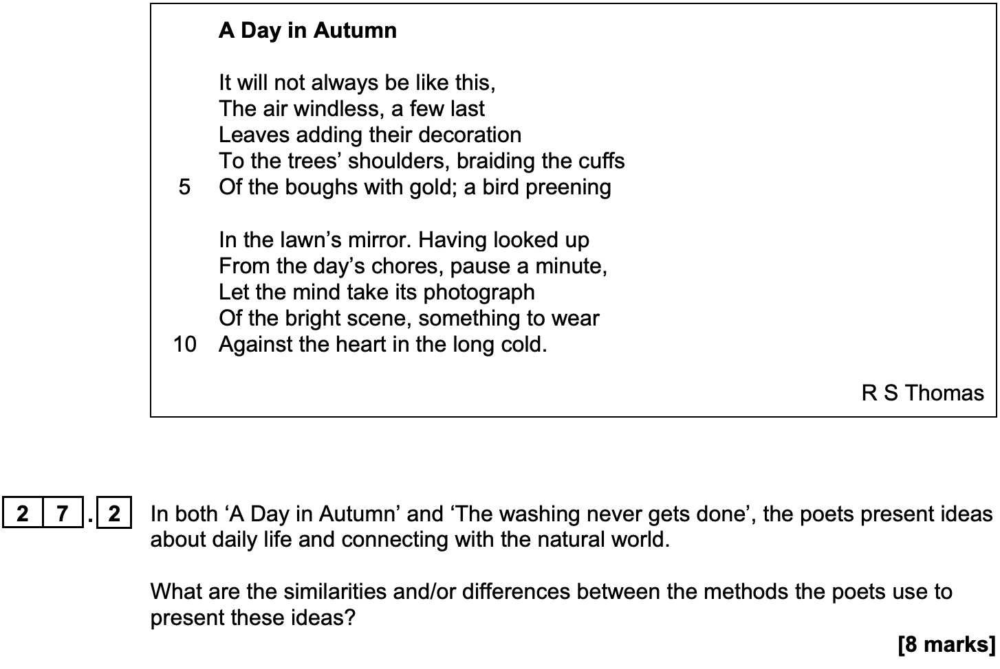 A Day in Autumn
It will not always be like this,
The air windless, a few last
Leaves adding their decoration
To the trees’ shoulders, braiding the cuffs
5 Of the boughs with gold; a bird preening
In the lawn’s mirror. Having looked up
From the day’s chores, pause a minute,
Let the mind take its photograph
Of the bright scene, something to wear
10 Against the heart in the long cold.
R S Thomas
2 7 . 2 In both ‘A Day in Autumn’ and ‘The washing never gets done’, the poets present ideas
about daily life and connecting with the natural world.
What are the similarities and/or differences between the methods the poets use to
present these ideas?
[8 marks]